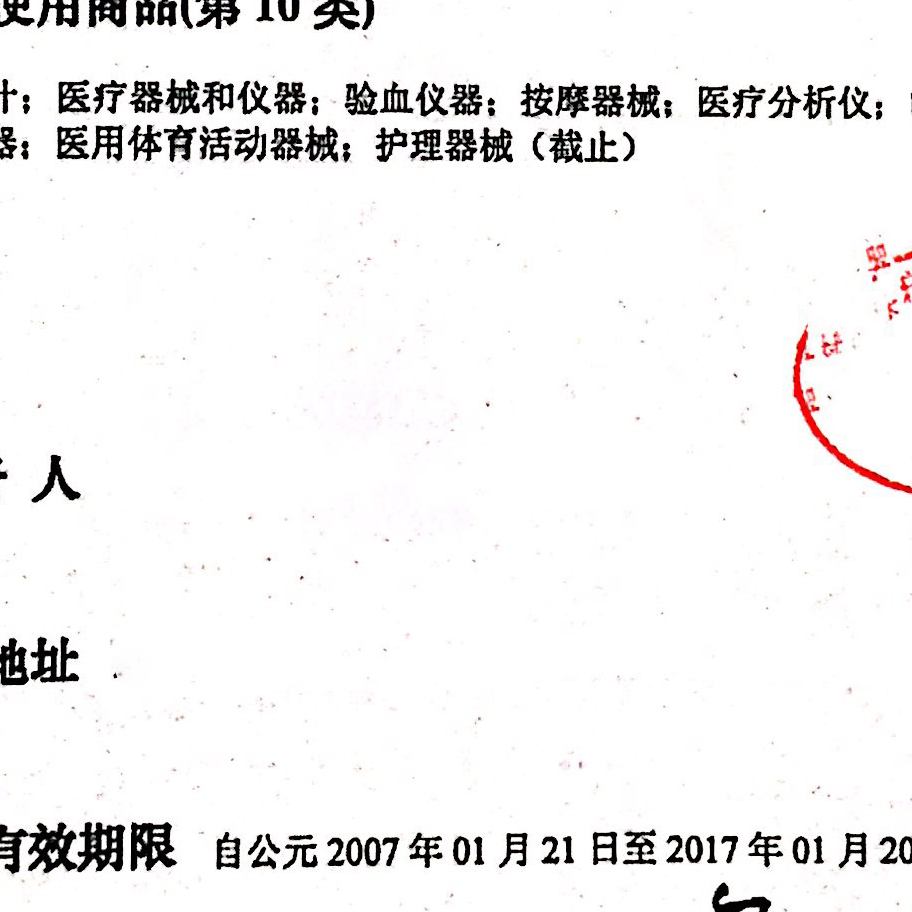 使用商品(第 10 类)
计；医疗器械和仪器；验血仪器；按摩器械；医疗分析仪；
器；医用体育活动器械；护理器械（截止）
人
地址
有效期限 自公元 2007 年 01 月 21 日至 2017 年 01 月 20